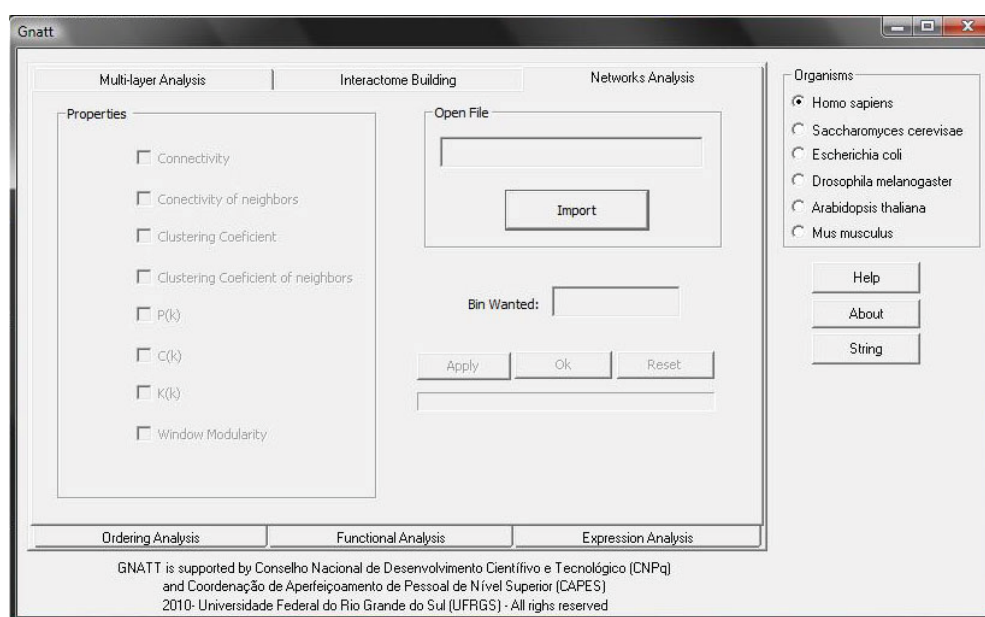 Gnatt
Multi-layer Analysis
Interactome Building
Networks Analysis
Properties
Connectivity
Conectivity of neighbors
Clustering Coeficient
Clustering Coeficient of neighbors
P(k)
C(k)
K(k)
Window Modularity
Open File
Import
Bin Wanted:
Apply
Ok
Reset
Organisms
Homo sapiens
Saccharomyces cerevisae
Escherichia coli
Drosophila melanogaster
Arabidopsis thaliana
Mus musculus
Help
About
String
Ordering Analysis
Functional Analysis
Expression Analysis
GNATT is supported by Conselho Nacional de Desenvolvimento Científivo e Tecnológico (CNPq)
and Coordenação de Aperfeiçoamento de Pessoal de Nível Superior (CAPES)
2010- Universidade Federal do Rio Grande do Sul (UFRGS) - All righs reserved